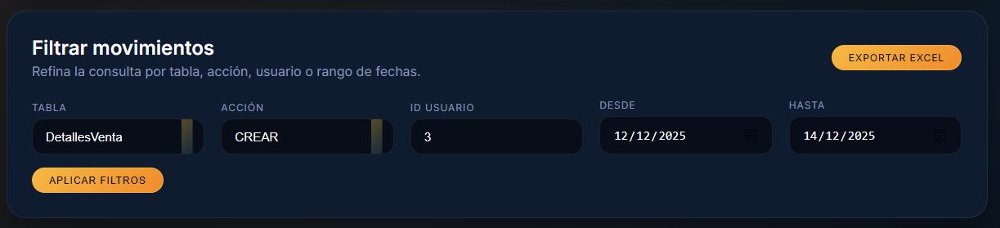 Filtrar movimientos
Refina la consulta por tabla, acción, usuario o rango de fechas.
EXPORTAR EXCEL
TABLA
DetallesVenta
ACCIÓN
CREAR
ID USUARIO
3
DESDE
12/12/2025
HASTA
14/12/2025
APLICAR FILTROS